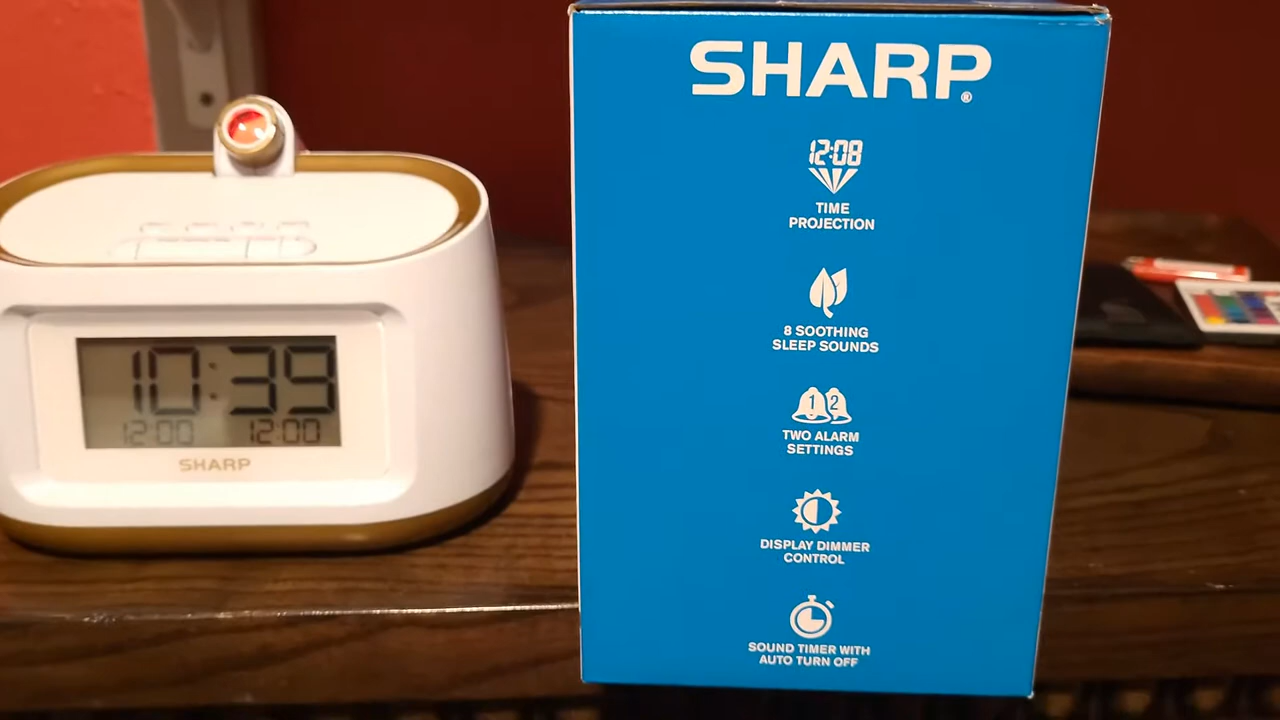 10:39
12:00 12:00
SHARP
SHARP®
12:08
TIME
PROJECTION
8 SOOTHING
SLEEP SOUNDS
1 2
TWO ALARM
SETTINGS
DISPLAY DIMMER
CONTROL
SOUND TIMER WITH
AUTO TURN OFF